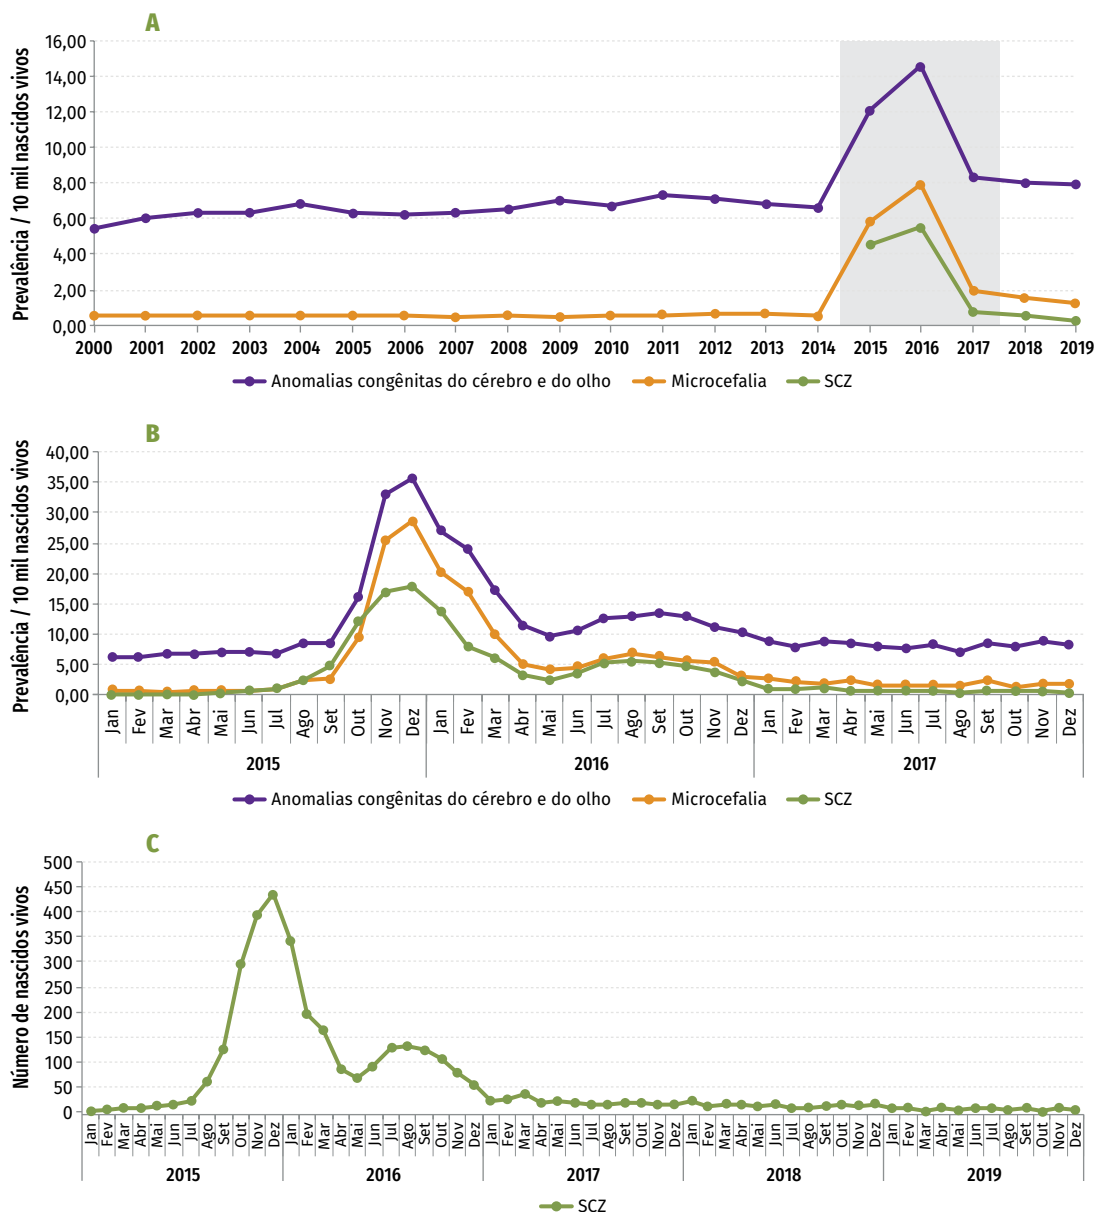 A
Prevalência / 10 mil nascidos vivos
16,00
14,00
12,00
10,00
8,00
6,00
4,00
2,00
0,00
2000 2001 2002 2003 2004 2005 2006 2007 2008 2009 2010 2011 2012 2013 2014 2015 2016 2017 2018 2019
Anomalias congênitas do cérebro e do olho Microcefalia SCZ
B
Prevalência / 10 mil nascidos vivos
40,00
35,00
30,00
25,00
20,00
15,00
10,00
5,00
0,00
Jan Fev Mar Abr Mai Jun Jul Ago Set Out Nov Dez Jan Fev Mar Abr Mai Jun Jul Ago Set Out Nov Dez Jan Fev Mar Abr Mai Jun Jul Ago Set Out Nov Dez
2015 2016 2017
Anomalias congênitas do cérebro e do olho Microcefalia SCZ
C
Número de nascidos vivos
500
450
400
350
300
250
200
150
100
50
0
Jan Fev Mar Abr Mai Jun Jul Ago Set Out Nov Dez Jan Fev Mar Abr Mai Jun Jul Ago Set Out Nov Dez Jan Fev Mar Abr Mai Jun Jul Ago Set Out Nov Dez Jan Fev Mar Abr Mai Jun Jul Ago Set Out Nov Dez Jan Fev Mar Abr Mai Jun Jul Ago Set Out Nov Dez
2015 2016 2017 2018 2019
SCZ